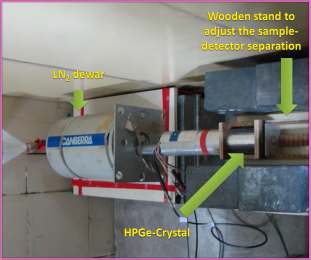 Wooden stand to
adjust the sample-
detector separation
LN₂ dewar
CANBERRA
HPGe-Crystal